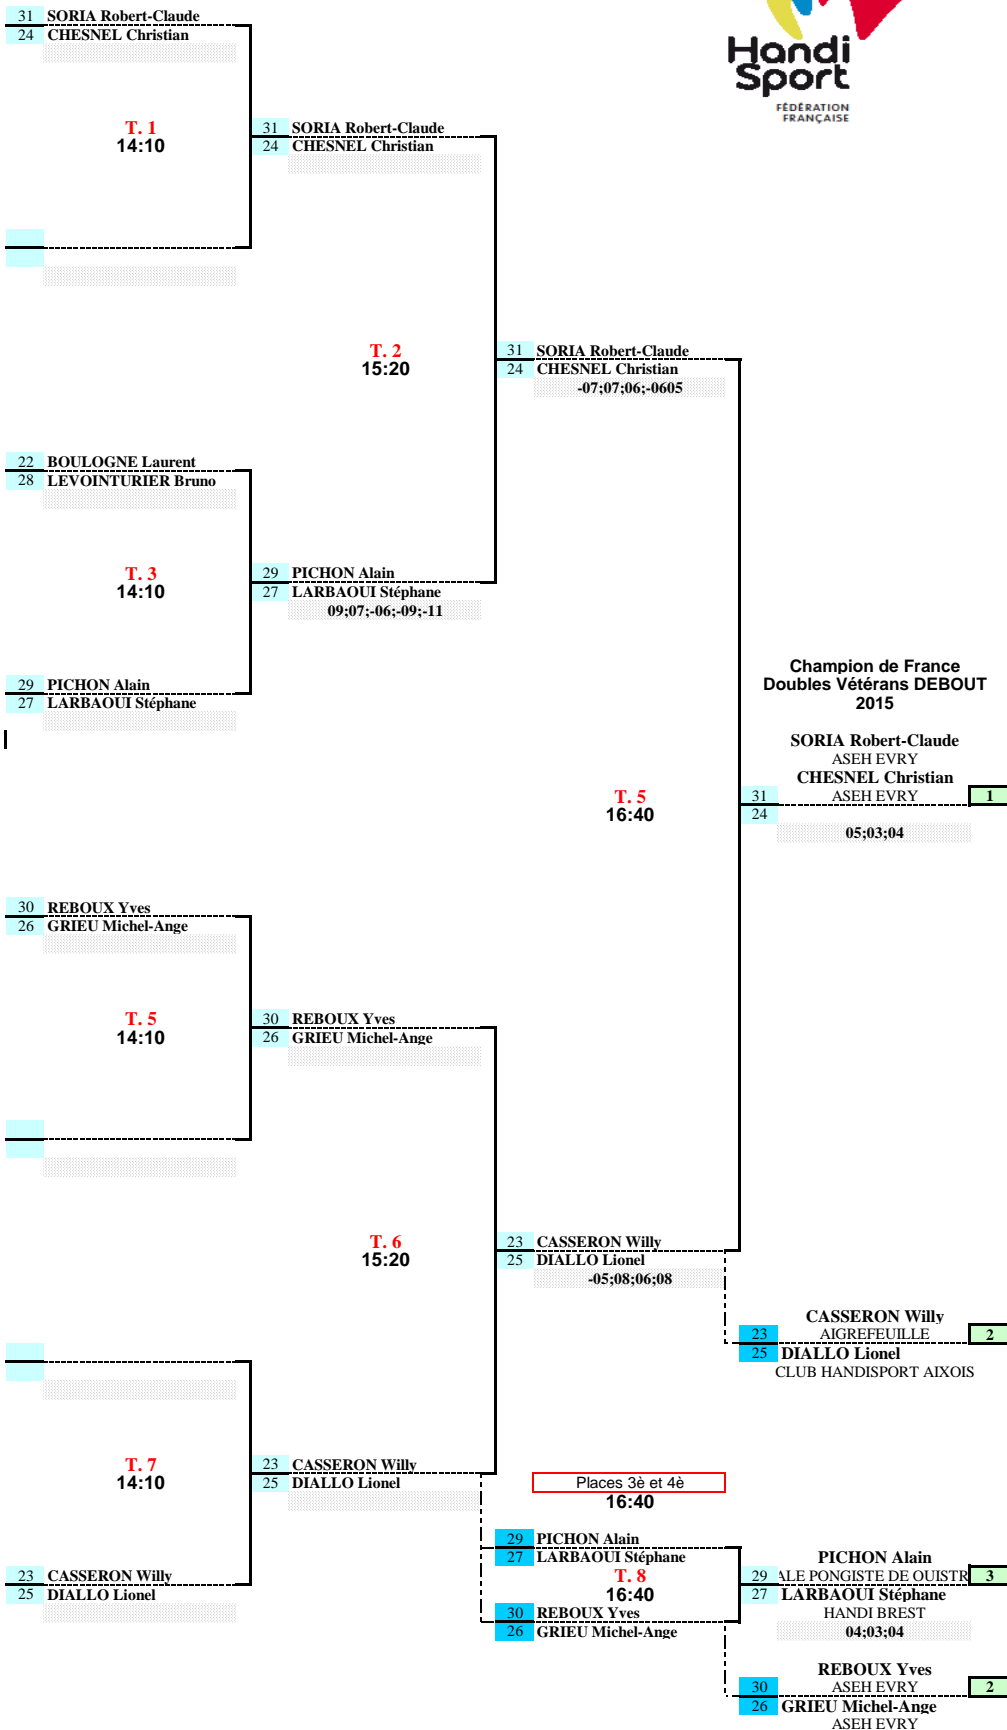 31 SORIA Robert-Claude
24 CHESNEL Christian
Handi
Sport
FÉDÉRATION
FRANÇAISE
T. 1
14:10
31 SORIA Robert-Claude
24 CHESNEL Christian
T. 2
15:20
31 SORIA Robert-Claude
24 CHESNEL Christian
-07;07;06;-0605
22 BOULOGNE Laurent
28 LEVOINTURIER Bruno
T. 3
14:10
29 PICHON Alain
27 LARBAOUI Stéphane
09;07;-06;-09;-11
29 PICHON Alain
27 LARBAOUI Stéphane
Champion de France
Doubles Vétérans DEBOUT
2015
SORIA Robert-Claude
ASEH EVRY
CHESNEL Christian
31 ASEH EVRY 1
24
05;03;04
T. 5
16:40
30 REBOUX Yves
26 GRIEU Michel-Ange
T. 5
14:10
30 REBOUX Yves
26 GRIEU Michel-Ange
T. 6
15:20
23 CASSERON Willy
25 DIALLO Lionel
-05;08;06;08
CASSERON Willy
23 AIGREFEUILLE 2
25 DIALLO Lionel
CLUB HANDISPORT AIXOIS
T. 7
14:10
23 CASSERON Willy
25 DIALLO Lionel
Places 3è et 4è
16:40
23 CASSERON Willy
25 DIALLO Lionel
29 PICHON Alain
27 LARBAOUI Stéphane
T. 8
16:40
30 REBOUX Yves
26 GRIEU Michel-Ange
PICHON Alain
29 ALE PONGISTE DE OUISTR 3
27 LARBAOUI Stéphane
HANDI BREST
04;03;04
REBOUX Yves
30 ASEH EVRY 2
26 GRIEU Michel-Ange
ASEH EVRY